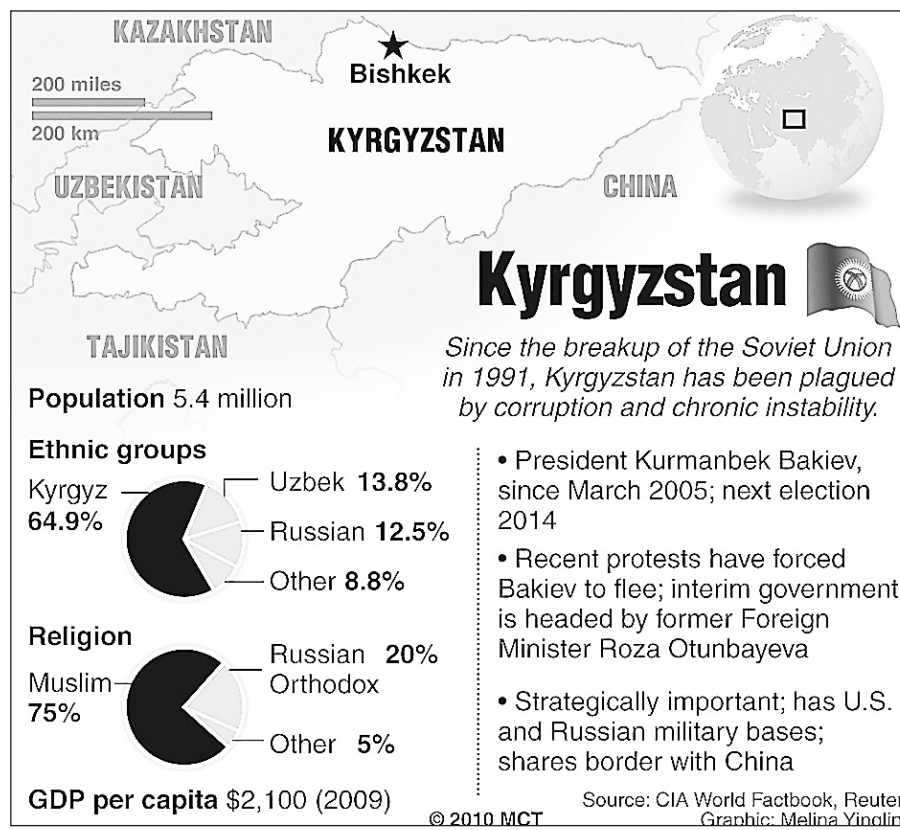 KAZAKHSTAN
Bishkek
200 miles
200 km
KYRGYZSTAN
UZBEKISTAN
CHINA
TAJIKISTAN
Kyrgyzstan
Since the breakup of the Soviet Union
in 1991, Kyrgyzstan has been plagued
by corruption and chronic instability.
Population 5.4 million
Ethnic groups
Kyrgyz
64.9%
Uzbek 13.8%
Russian 12.5%
Other 8.8%
Religion
Muslim
75%
Russian 20%
Orthodox
Other 5%
GDP per capita $2,100 (2009)
• President Kurmanbek Bakiev,
since March 2005; next election
2014
• Recent protests have forced
Bakiev to flee; interim government
is headed by former Foreign
Minister Roza Otunbayeva
• Strategically important; has U.S.
and Russian military bases;
shares border with China
© 2010 MCT
Source: CIA World Factbook, Reuter
Graphic: Melina Yinglin